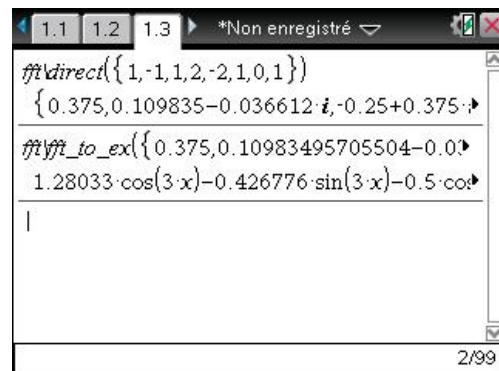 1.1 1.2 1.3 *Non enregistré
fft\direct({1,-1,1,2,-2,1,0,1})
{0.375,0.109835-0.036612·i,-0.25+0.375·
fft\fft_to_ex({0.375,0.10983495705504-0.0
1.28033·cos(3·x)-0.426776·sin(3·x)-0.5·cos
2/99